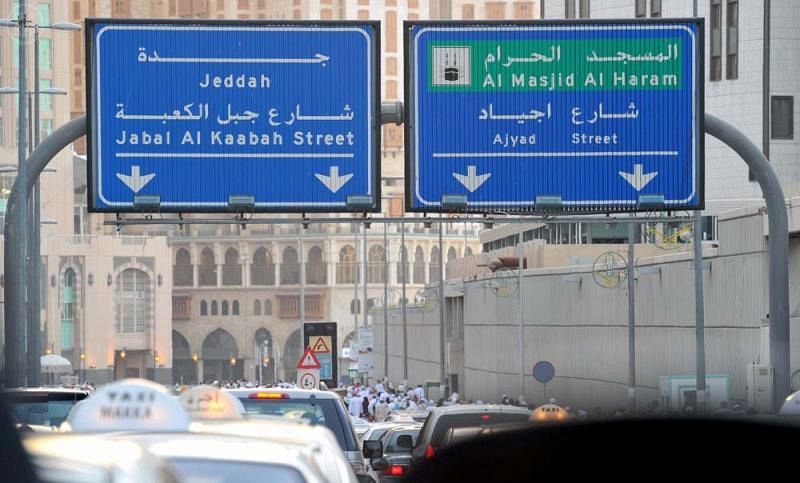 جدة
Jeddah
شارع جبل الكعبة
Jabal Al Kaabah Street
المسجد الحرام
Al Masjid Al Haram
شارع اجياد
Ajyad Street
TAXI
TAXI